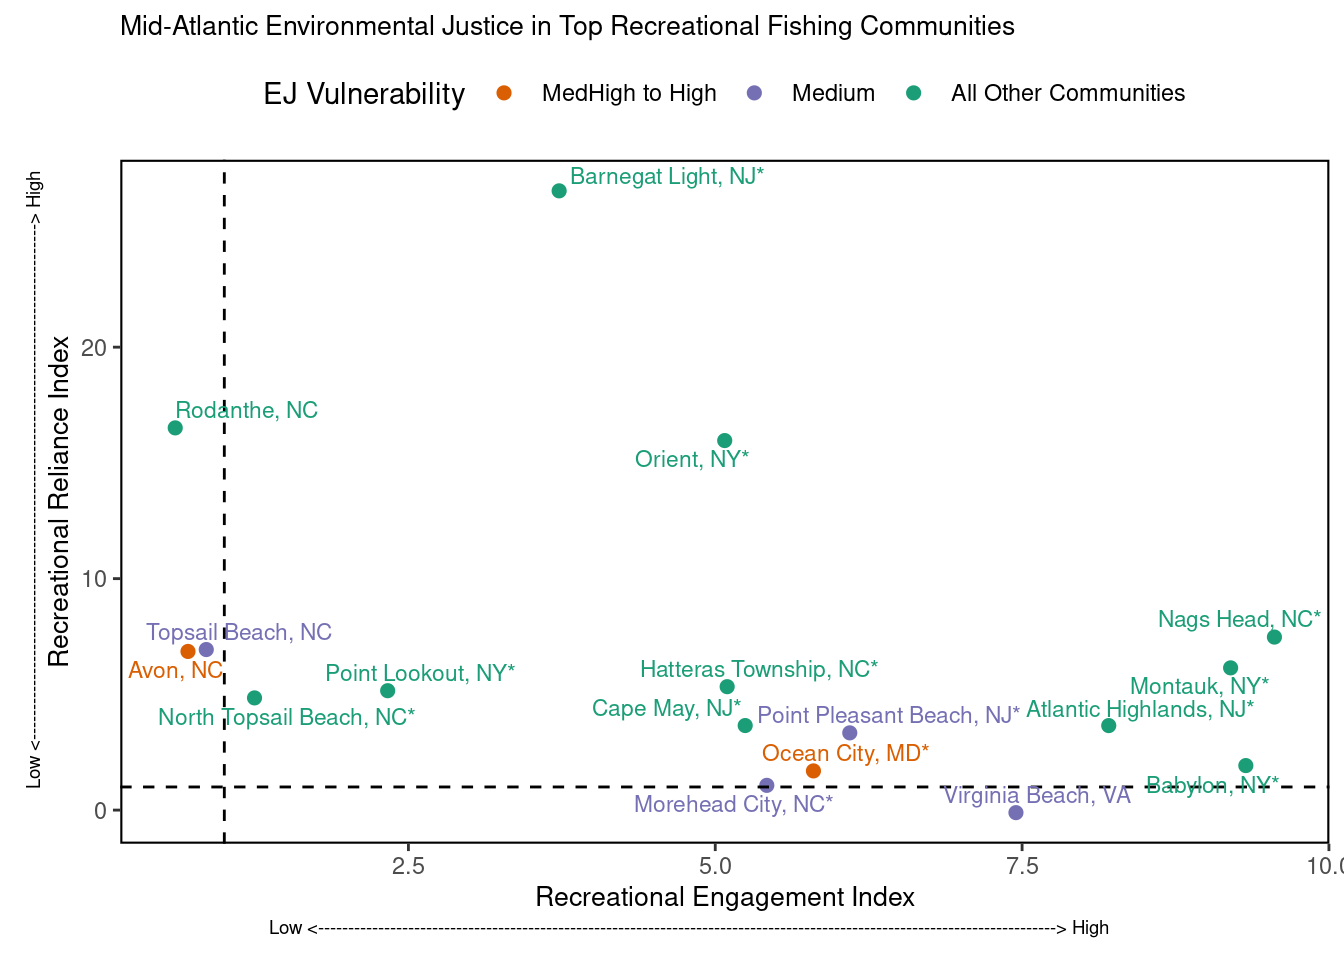 Mid-Atlantic Environmental Justice in Top Recreational Fishing Communities
EJ Vulnerability MedHigh to High Medium All Other Communities
Low <-----------------------------------------------------------------------------------------------------> High
Recreational Reliance Index
20
10
0
Barnegat Light, NJ*
Rodanthe, NC
Orient, NY*
Nags Head, NC*
Topsail Beach, NC
Avon, NC
Point Lookout, NY*
Hatteras Township, NC*
Montauk, NY*
North Topsail Beach, NC*
Cape May, NJ*
Point Pleasant Beach, NJ*
Atlantic Highlands, NJ*
Ocean City, MD*
Babylon, NY*
Morehead City, NC*
Virginia Beach, VA
2.5 5.0 7.5 10.0
Recreational Engagement Index
Low <-----------------------------------------------------------------------------------------------------------------------------> High